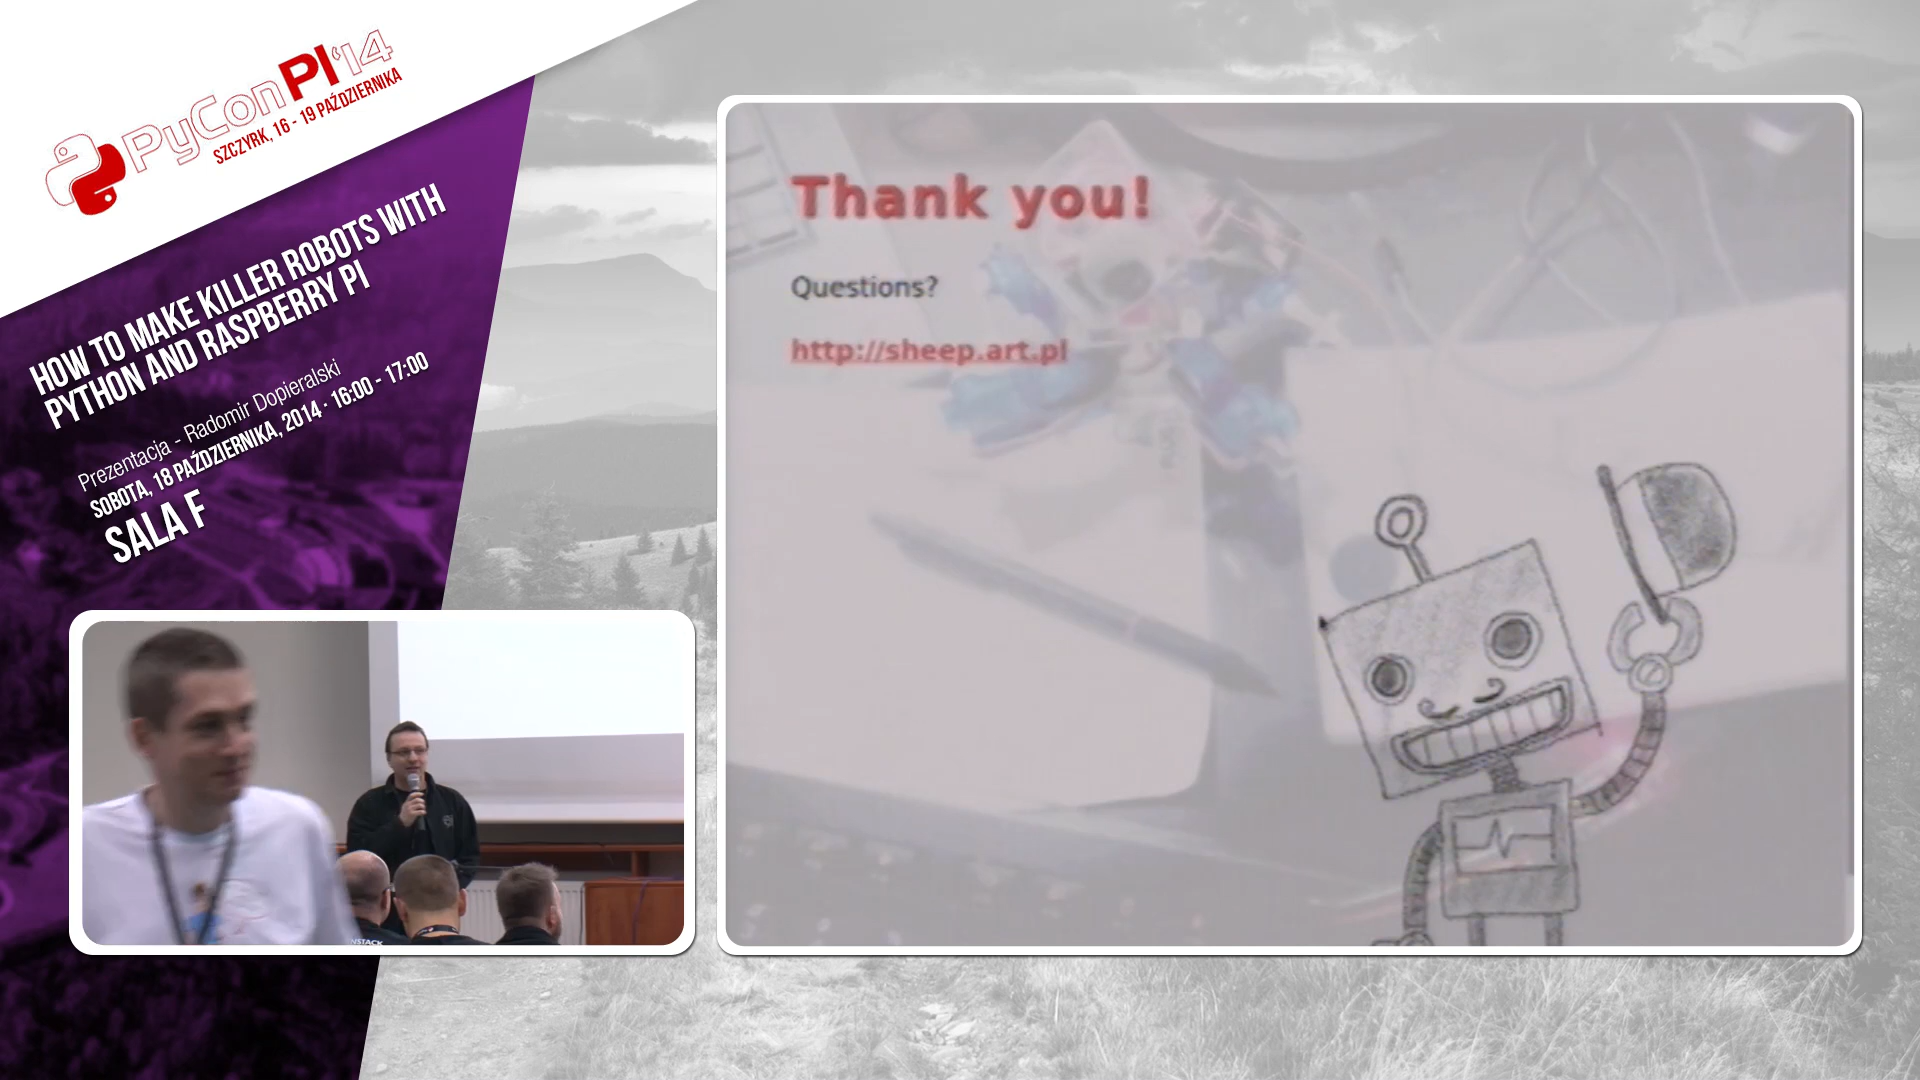 PyConPl'14
SZCZYRK, 16 - 19 PAŹDZIERNIKA
HOW TO MAKE KILLER ROBOTS WITH
PYTHON AND RASPBERRY PI
Prezentacja - Radomir Dopieralski
SOBOTA, 18 PAŹDZIERNIKA, 2014 · 16:00 - 17:00
SALA F
Thank you!
Questions?
http://sheep.art.pl